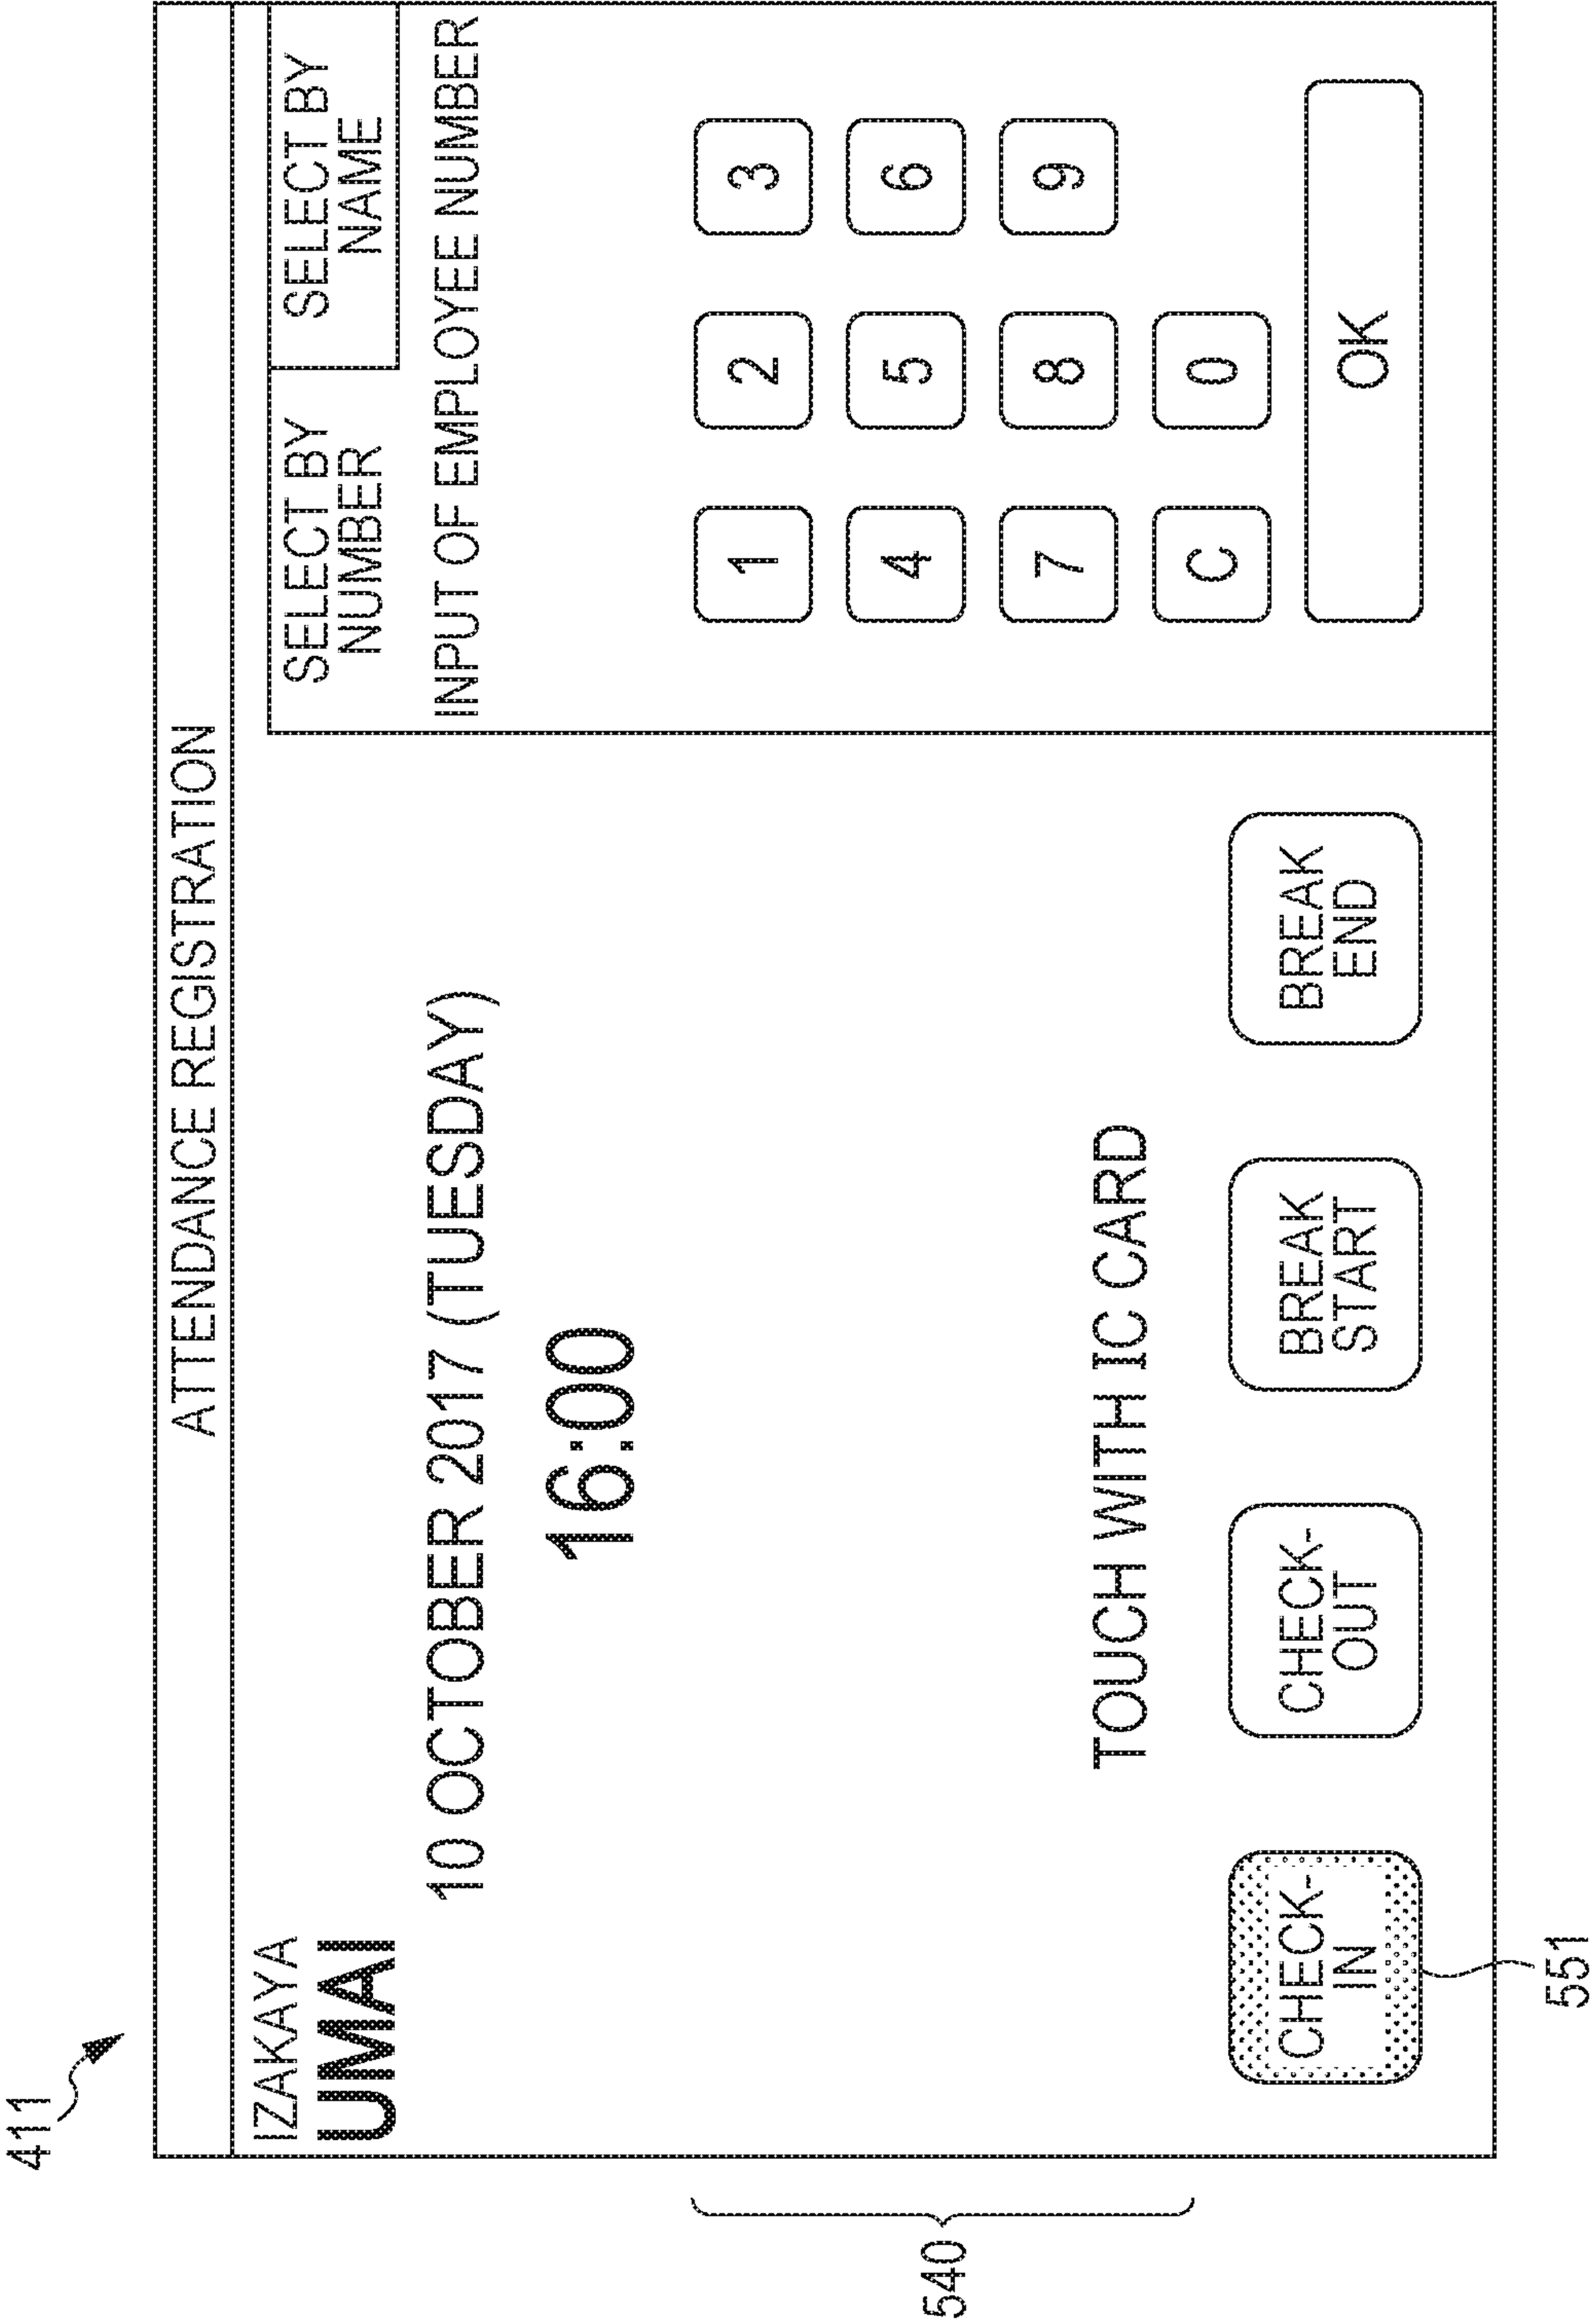 411
ATTENDANCE REGISTRATION
IZAKAYA
UMAI
10 OCTOBER 2017 (TUESDAY)
16:00
540
TOUCH WITH IC CARD
CHECK-
IN
CHECK-
OUT
BREAK
START
BREAK
END
551
SELECT BY
NUMBER
SELECT BY
NAME
INPUT OF EMPLOYEE NUMBER
1 2 3
4 5 6
7 8 9
C 0
OK